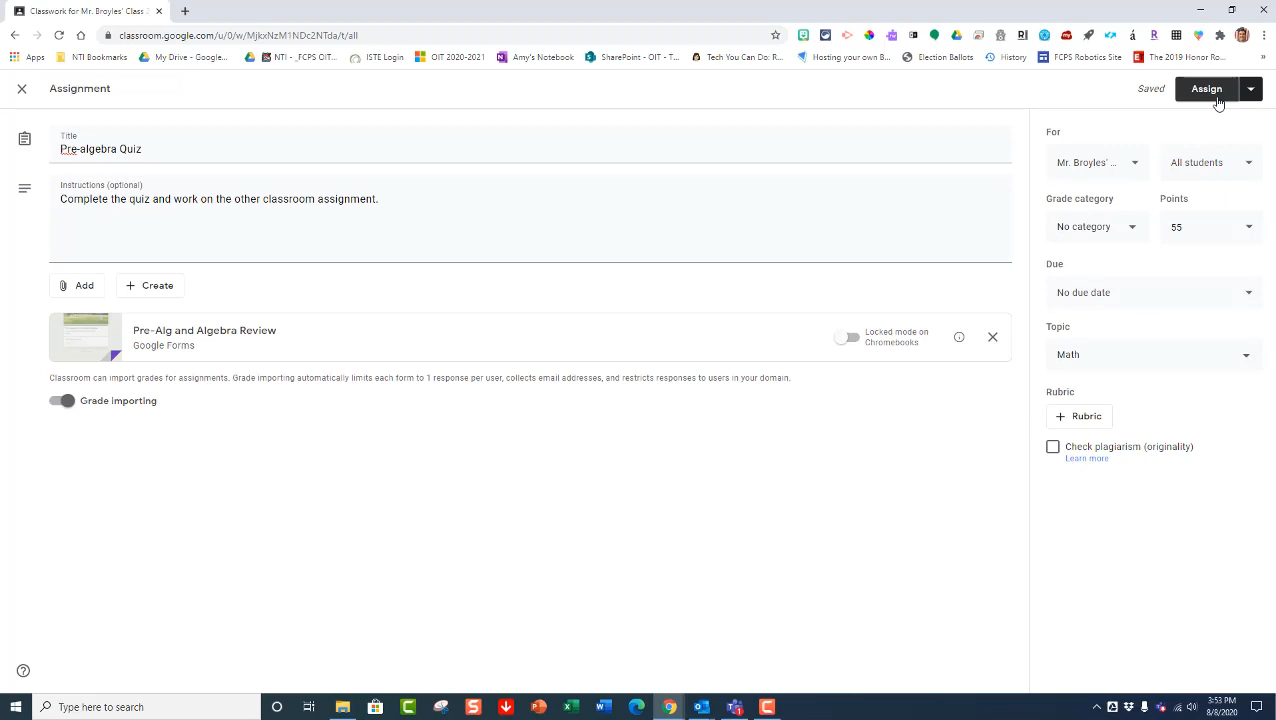 Classwork for Mr. Broyles' Class
classroom.google.com/u/0/w/MjkxNzM1NDc2NTda/t/all
Apps NTI Bookmarks My Drive - Google... NTI - _FCPS OIT... ISTE Login OIT 2020-2021 Amy's Notebook SharePoint - OIT - T... Tech You Can Do: R... Hosting your own B... Election Ballots History FCPS Robotics Site The 2019 Honor Ro... »
Assignment
Saved
Assign
Title
Pre-algebra Quiz
Instructions (optional)
Complete the quiz and work on the other classroom assignment.
Add
Create
Pre-Alg and Algebra Review
Google Forms
Locked mode on
Chromebooks
Classroom can import grades for assignments. Grade importing automatically limits each form to 1 response per user, collects email addresses, and restricts responses to users in your domain.
Grade importing
For
Mr. Broyles' ...
All students
Grade category
Points
No category
55
Due
No due date
Topic
Math
Rubric
+ Rubric
Check plagiarism (originality)
Learn more
Type here to search
3:53 PM
8/8/2020